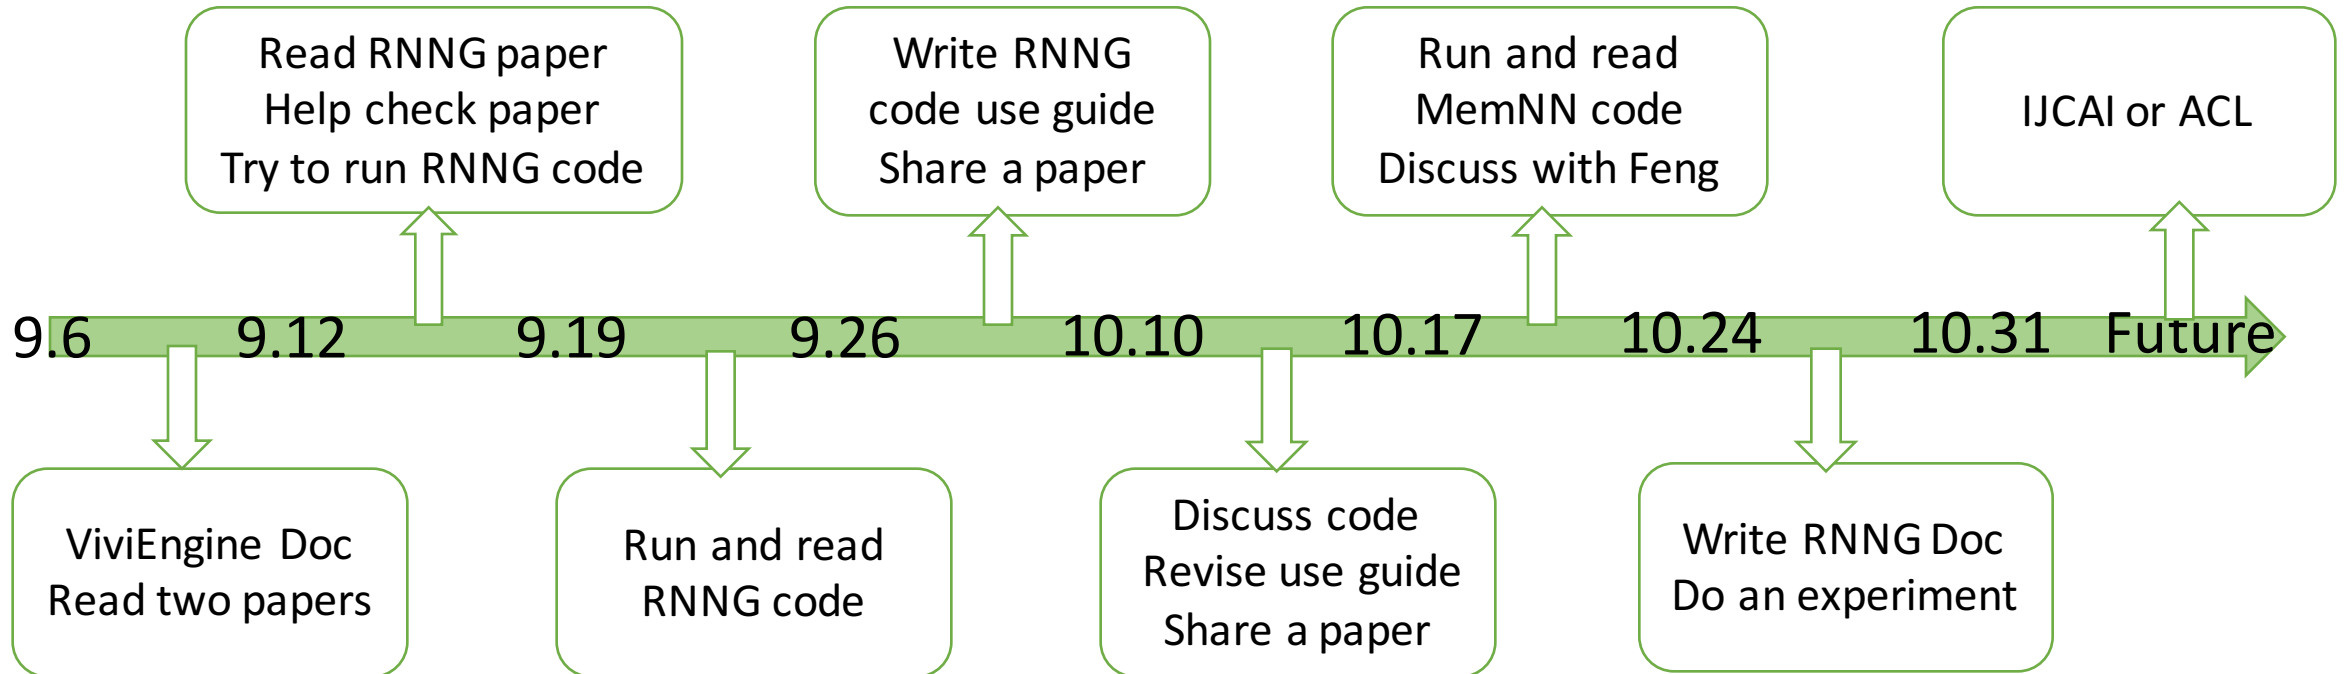 Read RNNG paper
Help check paper
Try to run RNNG code
Write RNNG
code use guide
Share a paper
Run and read
MemNN code
Discuss with Feng
IJCAI or ACL
9.6 9.12 9.19 9.26 10.10 10.17 10.24 10.31 Future
ViviEngine Doc
Read two papers
Run and read
RNNG code
Discuss code
Revise use guide
Share a paper
Write RNNG Doc
Do an experiment